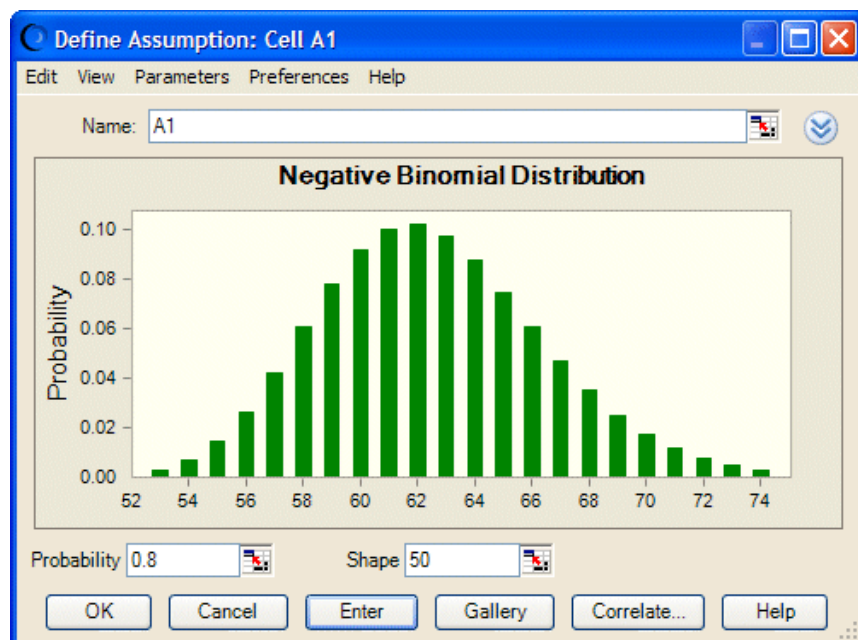 Define Assumption: Cell A1
Edit View Parameters Preferences Help
Name: A1
Negative Binomial Distribution
Probability
0.10
0.08
0.06
0.04
0.02
0.00
52 54 56 58 60 62 64 66 68 70 72 74
Probability 0.8 Shape 50
OK Cancel Enter Gallery Correlate... Help